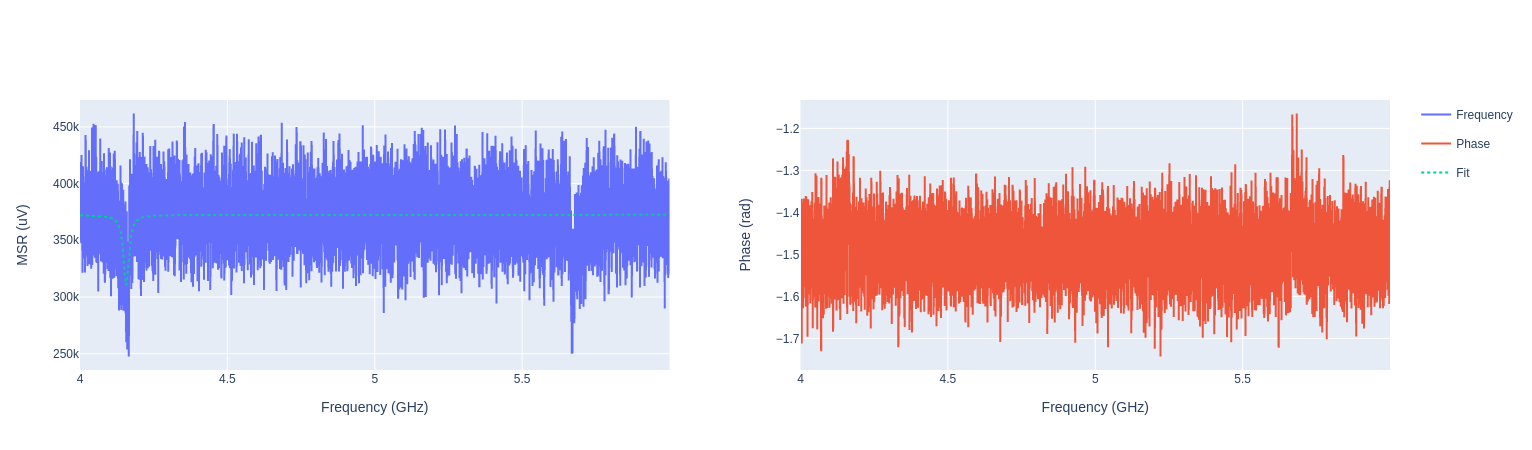 450k
400k
350k
300k
250k
4
4.5
5
5.5
Frequency (GHz)
MSR (uV)
−1.2
−1.3
−1.4
−1.5
−1.6
−1.7
4
4.5
5
5.5
Frequency (GHz)
Phase (rad)
Frequency
Phase
Fit